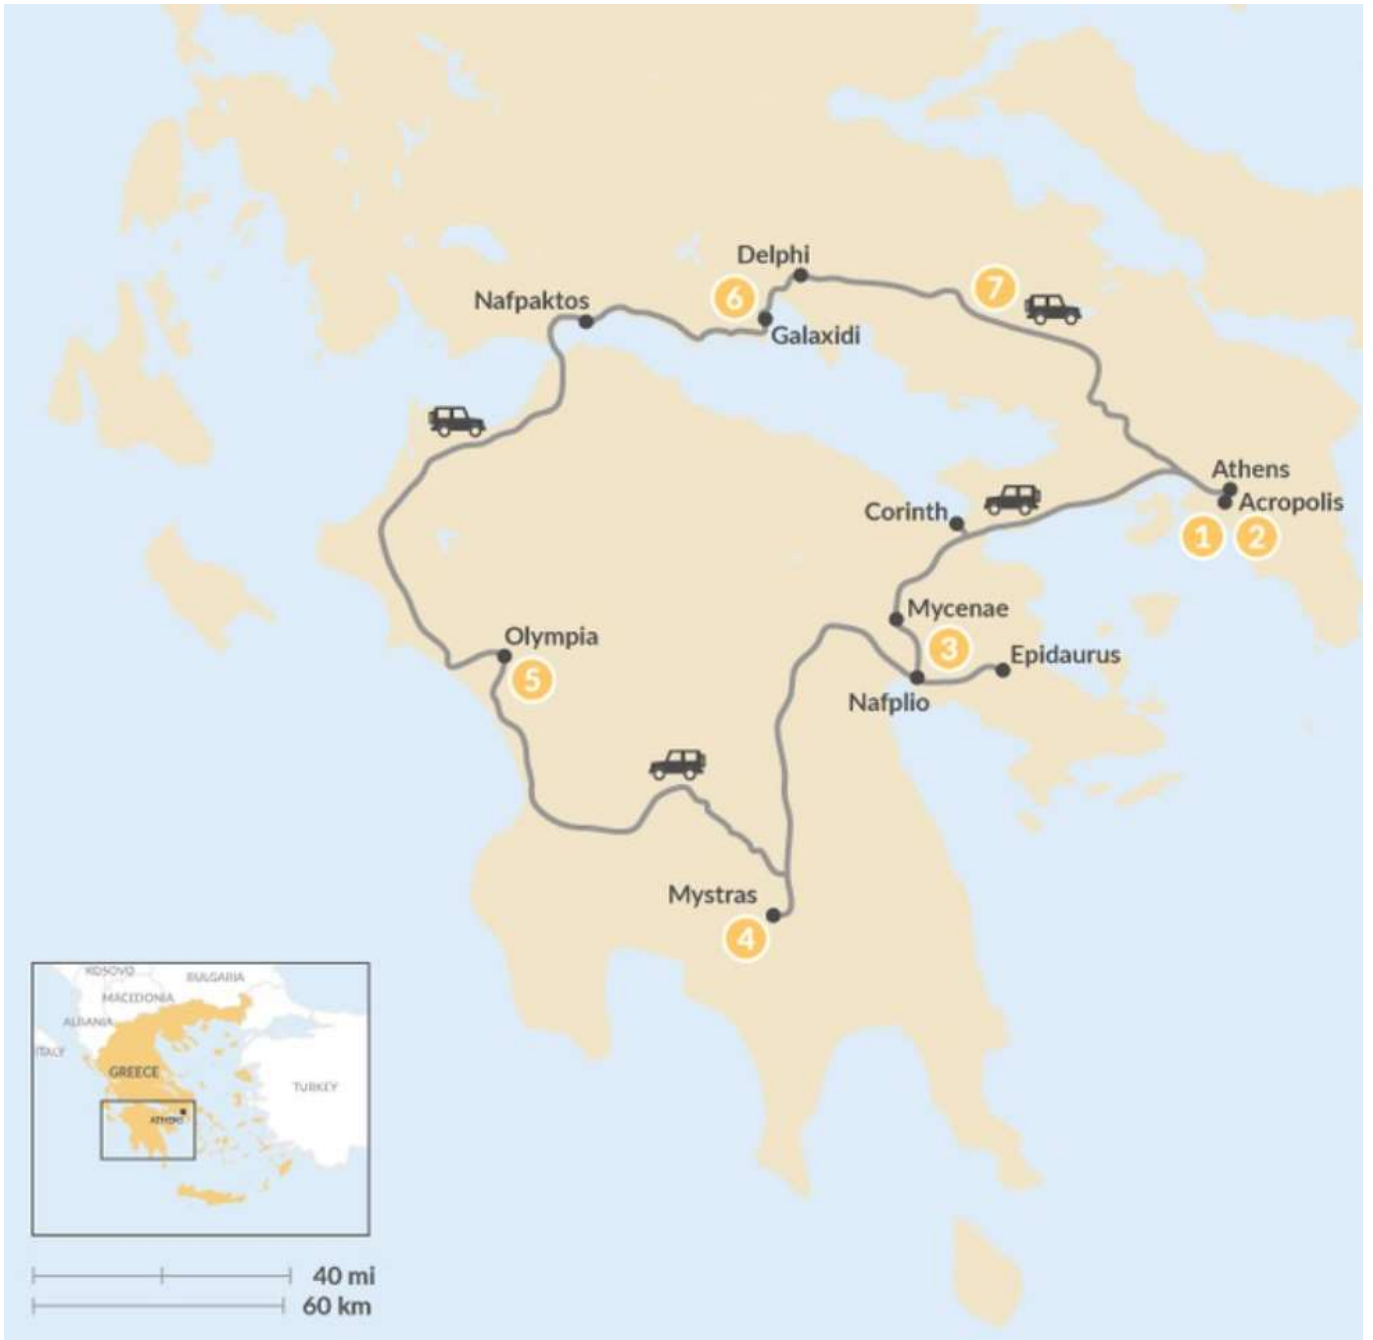 Delphi
7
6
Nafpaktos
Galaxidi
Athens
Acropolis
Corinth
1
2
Mycenae
Olympia
3
Epidaurus
5
Nafplio
Mystras
4
KOSOVO
BULGARIA
MACEDONIA
ALBANIA
ITALY
GREECE
TURKEY
ATHENS
40 mi
60 km